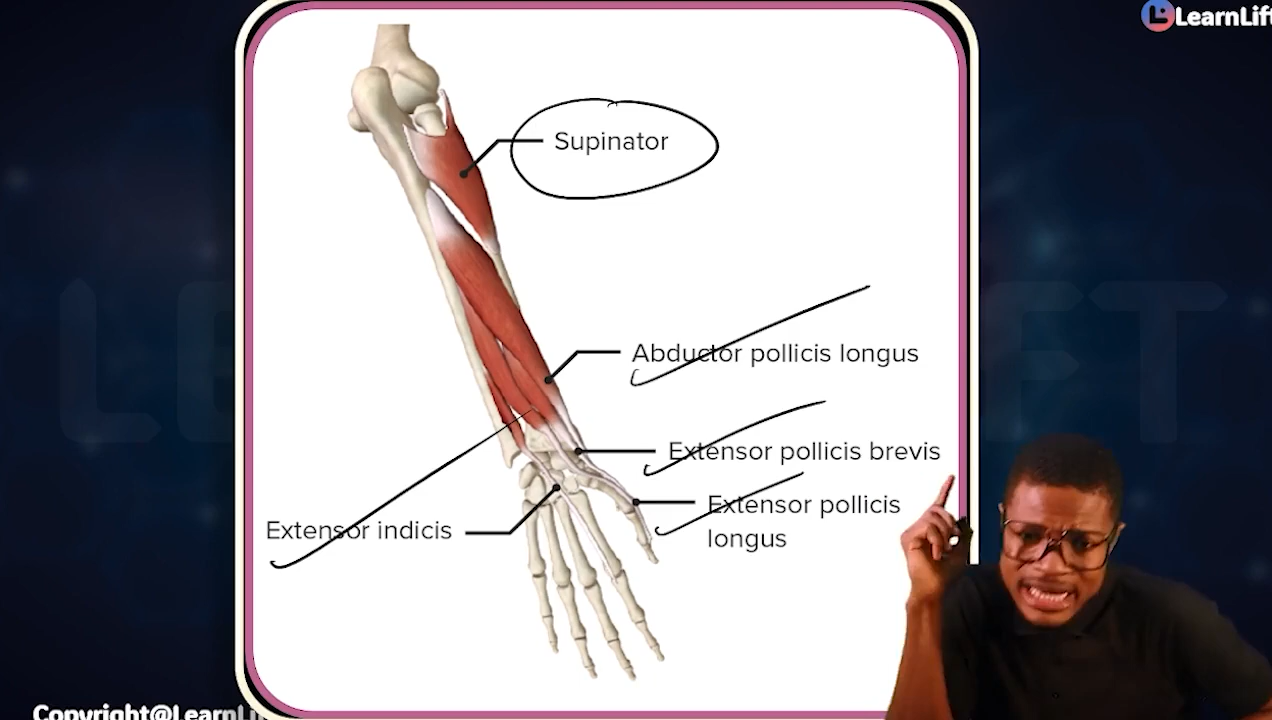 LearnLift
Supinator
Abductor pollicis longus
Extensor pollicis brevis
Extensor pollicis
longus
Extensor indicis